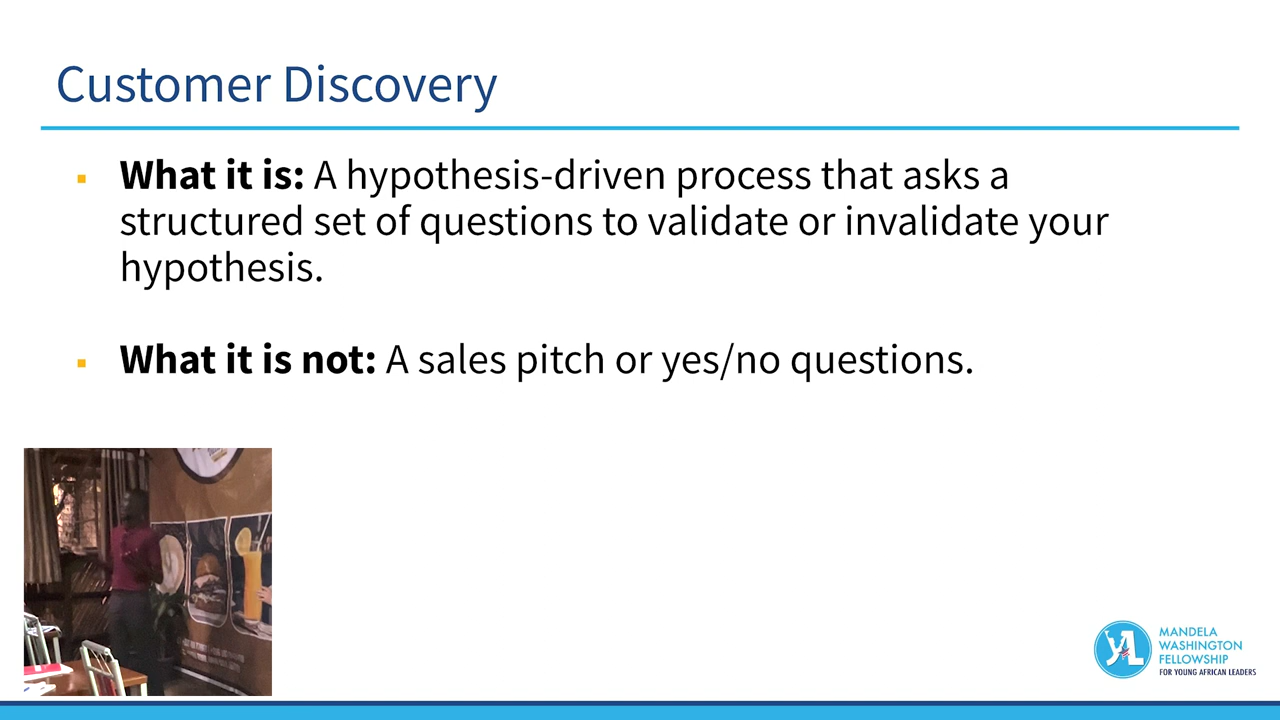 Customer Discovery
▪ What it is: A hypothesis-driven process that asks a
structured set of questions to validate or invalidate your
hypothesis.
▪ What it is not: A sales pitch or yes/no questions.
YAL
MANDELA
WASHINGTON
FELLOWSHIP
FOR YOUNG AFRICAN LEADERS